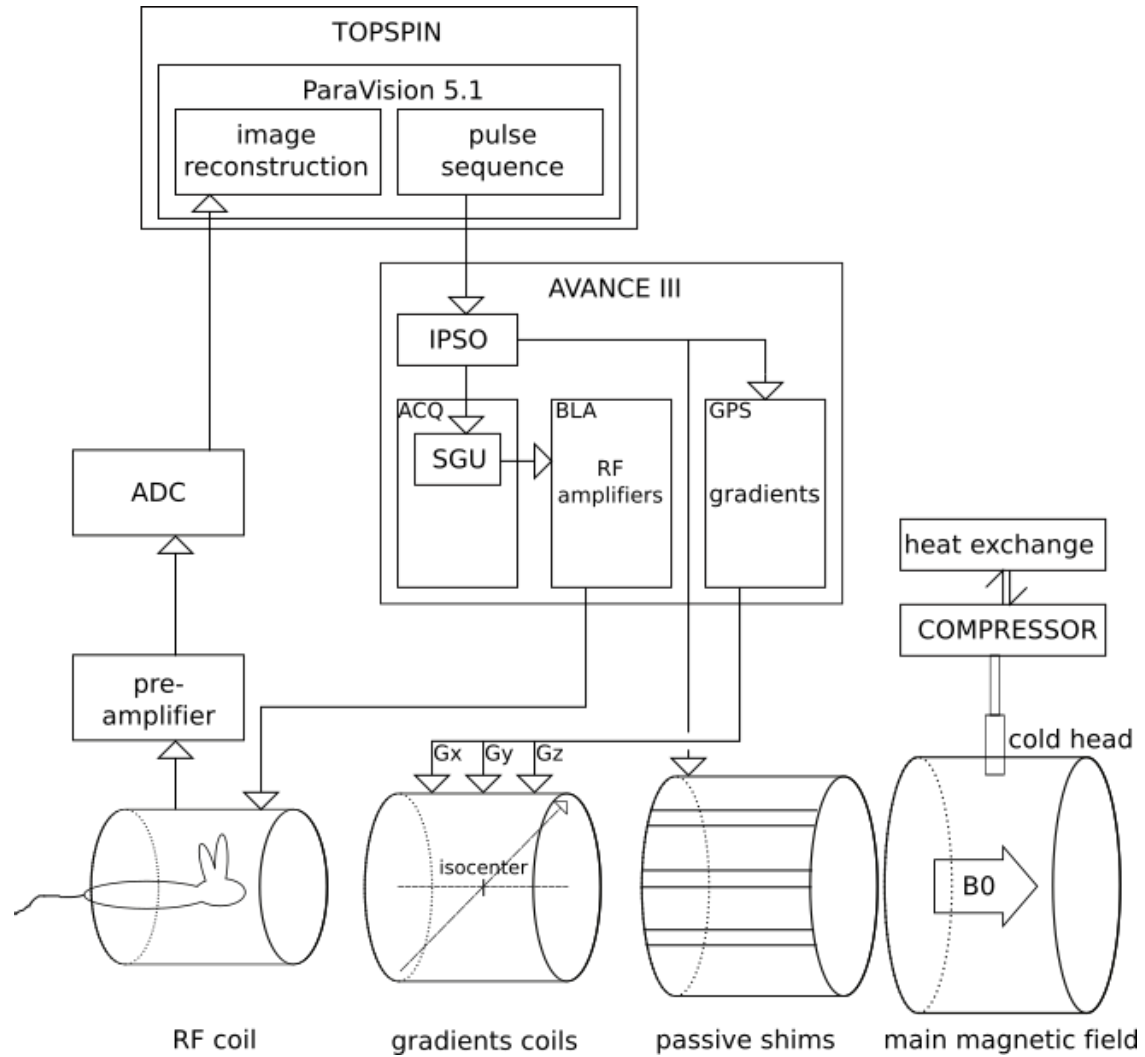 TOPSPIN
ParaVision 5.1
image
reconstruction
pulse
sequence
AVANCE III
IPSO
ACQ
SGU
BLA
RF
amplifiers
GPS
gradients
ADC
pre-
amplifier
heat exchange
COMPRESSOR
cold head
Gx
Gy
Gz
isocenter
B0
RF coil
gradients coils
passive shims
main magnetic field